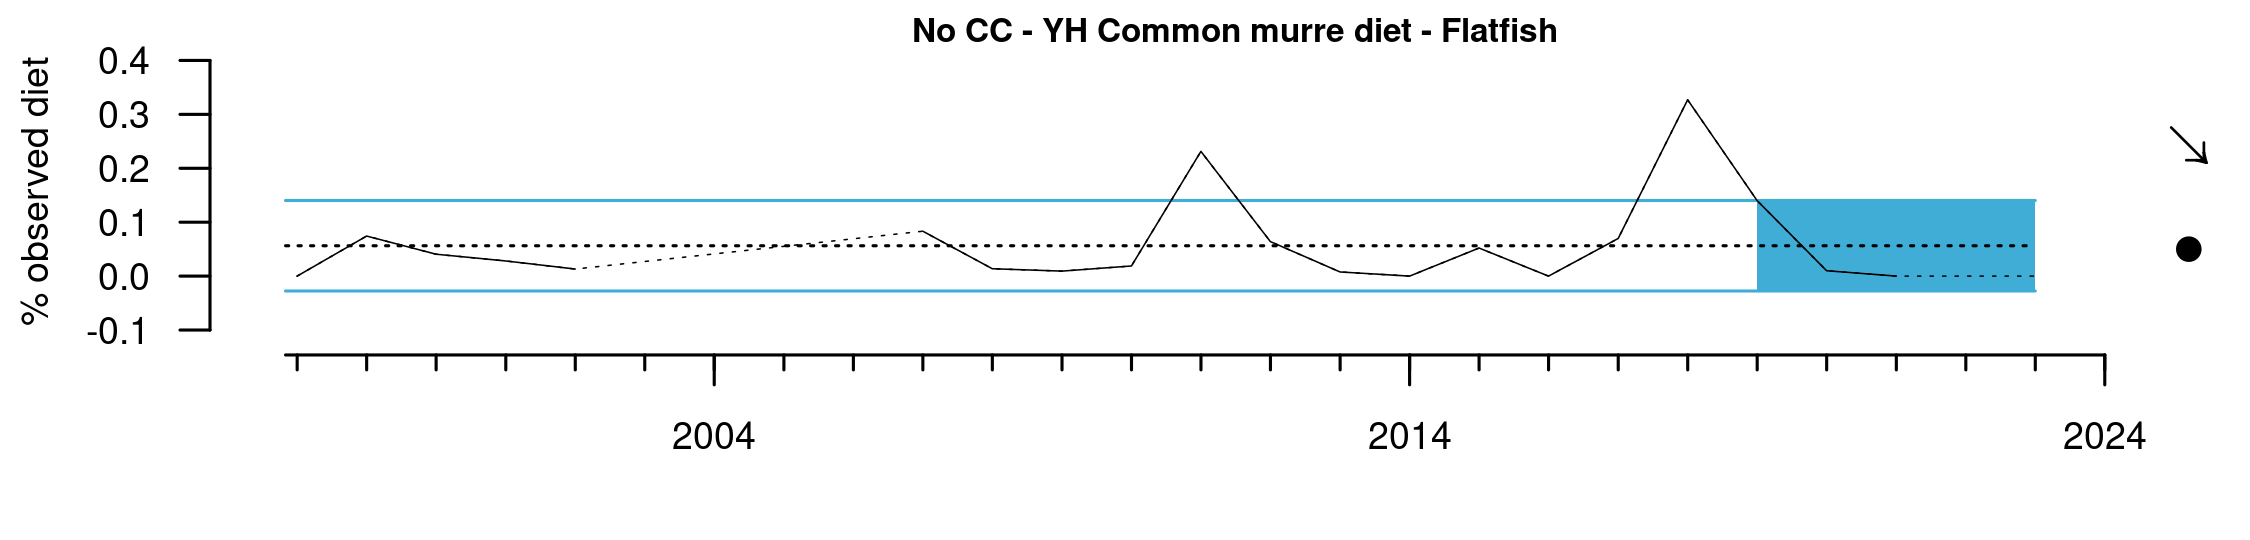 No CC - YH Common murre diet - Flatfish
% observed diet
0.4
0.3
0.2
0.1
0.0
-0.1
2004 2014 2024